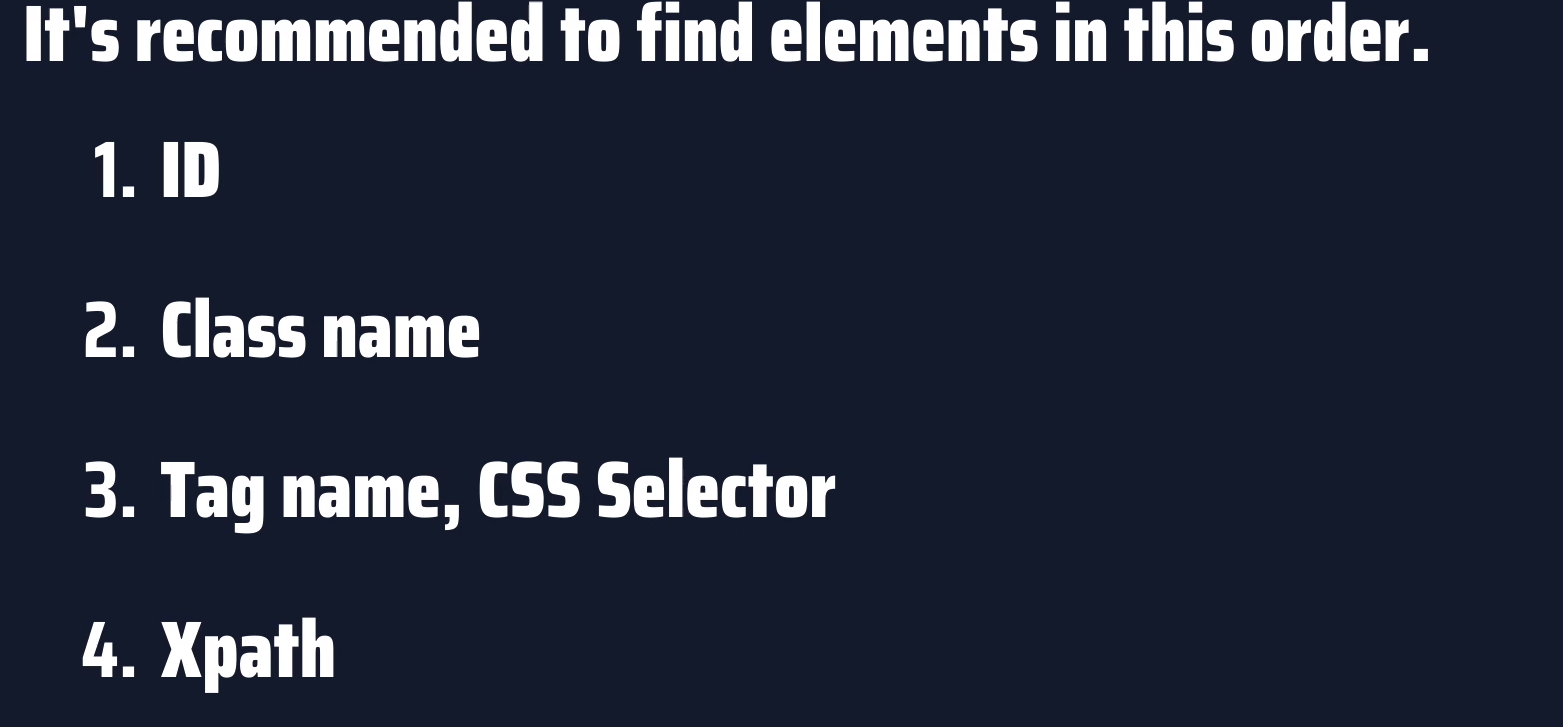 It's recommended to find elements in this order.
1. ID
2. Class name
3. Tag name, CSS Selector
4. Xpath